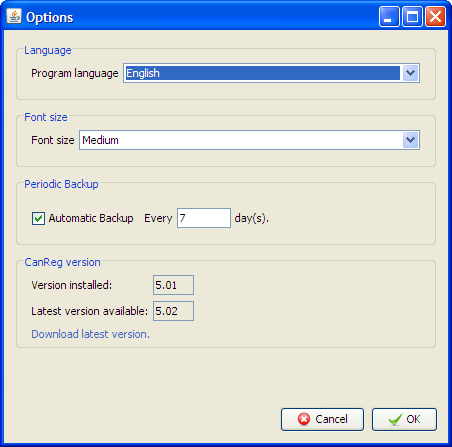 Options
Language
Program language English
Font size
Font size Medium
Periodic Backup
Automatic Backup Every 7 day(s).
CanReg version
Version installed: 5.01
Latest version available: 5.02
Download latest version.
Cancel OK